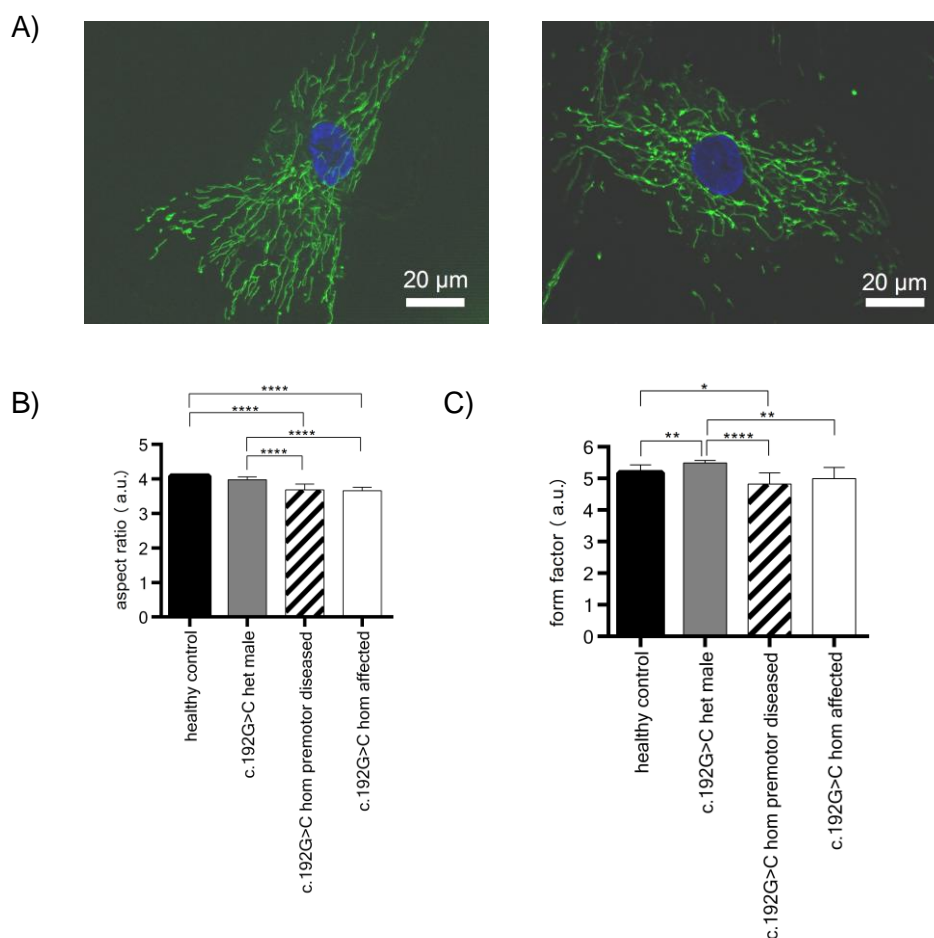 A)
20 µm
20 µm
B)
****
****
****
****
aspect ratio ( a.u.)
5
4
3
2
1
0
healthy control
c.192G>C het male
c.192G>C hom premotor diseased
c.192G>C hom affected
C)
*
**
**
****
form factor ( a.u.)
6
5
4
3
2
1
0
healthy control
c.192G>C het male
c.192G>C hom premotor diseased
c.192G>C hom affected